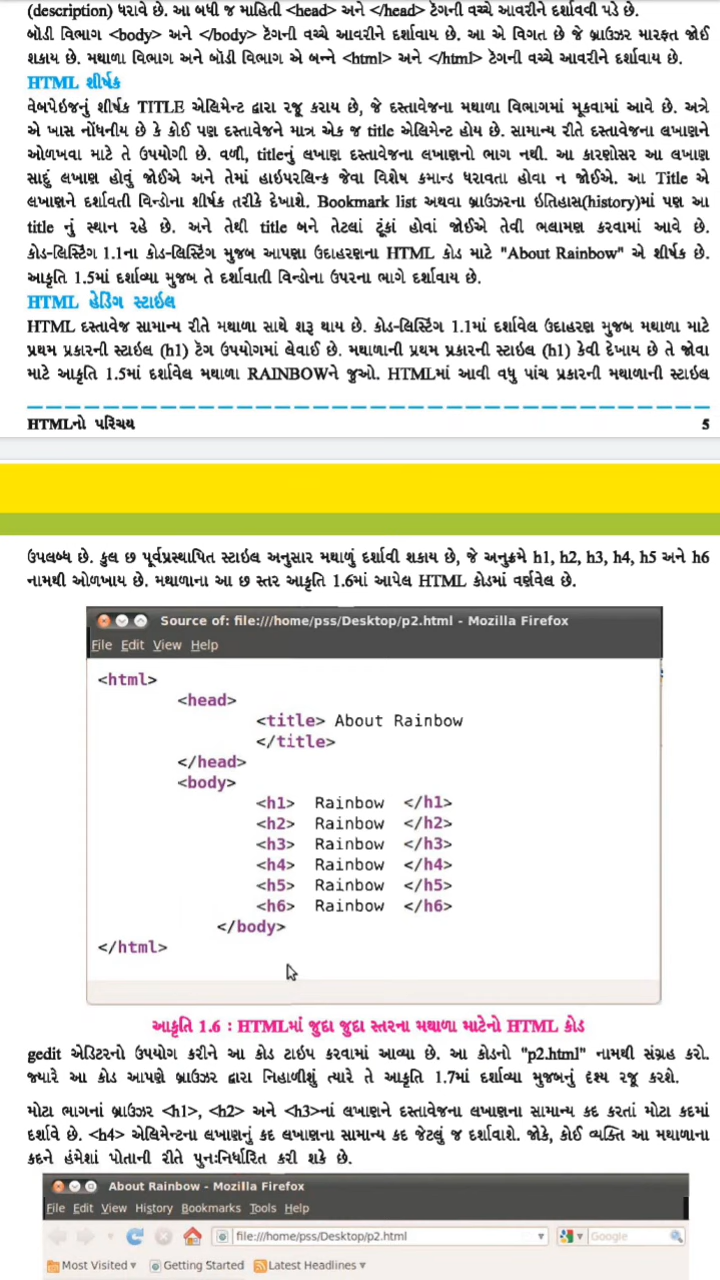 (description) ધરાવે છે. આ બધી જ માહિતી <head> અને </head> ટેગની વચ્ચે આવરીને દર્શાવવી પડે છે.
બૉડી વિભાગ <body> અને </body> ટેગની વચ્ચે આવરીને દર્શાવાય છે. આ એ વિગત છે જે બ્રાઉઝર મારફત જોઈ
શકાય છે. મથાળા વિભાગ અને બૉડી વિભાગ એ બન્ને <html> અને </html> ટેગની વચ્ચે આવરીને દર્શાવાય છે.
HTML શીર્ષક
વેબપેઇજનું શીર્ષક TITLE એલિમેન્ટ દ્વારા રજૂ કરાય છે, જે દસ્તાવેજના મથાળા વિભાગમાં મૂકવામાં આવે છે. અત્રે
એ ખાસ નોંધનીય છે કે કોઈ પણ દસ્તાવેજને માત્ર એક જ title એલિમેન્ટ હોય છે. સામાન્ય રીતે દસ્તાવેજના લખાણને
ઓળખવા માટે તે ઉપયોગી છે. વળી, titleનું લખાણ દસ્તાવેજના લખાણનો ભાગ નથી. આ કારણોસર આ લખાણ
સાદું લખાણ હોવું જોઈએ અને તેમાં હાઇપરલિન્ક જેવા વિશેષ કમાન્ડ ધરાવતા હોવા ન જોઈએ. આ Title એ
લખાણને દર્શાવતી વિન્ડોના શીર્ષક તરીકે દેખાશે. Bookmark list અથવા બ્રાઉઝરના ઇતિહાસ(history)માં પણ આ
title નું સ્થાન રહે છે. અને તેથી title બને તેટલાં ટૂંકાં હોવાં જોઈએ તેવી ભલામણ કરવામાં આવે છે.
કોડ-લિસ્ટિંગ 1.1ના કોડ-લિસ્ટિંગ મુજબ આપણા ઉદાહરણના HTML કોડ માટે "About Rainbow" એ શીર્ષક છે.
આકૃતિ 1.5માં દર્શાવ્યા મુજબ તે દર્શાવાતી વિન્ડોના ઉપરના ભાગે દર્શાવાય છે.
HTML હેડિંગ સ્ટાઇલ
HTML દસ્તાવેજ સામાન્ય રીતે મથાળા સાથે શરૂ થાય છે. કોડ-લિસ્ટિંગ 1.1માં દર્શાવેલ ઉદાહરણ મુજબ મથાળા માટે
પ્રથમ પ્રકારની સ્ટાઇલ (h1) ટેગ ઉપયોગમાં લેવાઈ છે. મથાળાની પ્રથમ પ્રકારની સ્ટાઇલ (h1) કેવી દેખાય છે તે જોવા
માટે આકૃતિ 1.5માં દર્શાવેલ મથાળા RAINBOWને જુઓ. HTMLમાં આવી વધુ પાંચ પ્રકારની મથાળાની સ્ટાઇલ
HTMLનો પરિચય 5
ઉપલબ્ધ છે. કુલ છ પૂર્વપ્રસ્થાપિત સ્ટાઇલ અનુસાર મથાળું દર્શાવી શકાય છે, જે અનુક્રમે h1, h2, h3, h4, h5 અને h6
નામથી ઓળખાય છે. મથાળાના આ છ સ્તર આકૃતિ 1.6માં આપેલ HTML કોડમાં વર્ણવેલ છે.
Source of: file:///home/pss/Desktop/p2.html - Mozilla Firefox
File Edit View Help
<html>
<head>
<title> About Rainbow
</title>
</head>
<body>
<h1> Rainbow </h1>
<h2> Rainbow </h2>
<h3> Rainbow </h3>
<h4> Rainbow </h4>
<h5> Rainbow </h5>
<h6> Rainbow </h6>
</body>
</html>
આકૃતિ 1.6 : HTMLમાં જુદા જુદા સ્તરના મથાળા માટેનો HTML કોડ
gedit એડિટરનો ઉપયોગ કરીને આ કોડ ટાઇપ કરવામાં આવ્યા છે. આ કોડનો "p2.html" નામથી સંગ્રહ કરો.
જ્યારે આ કોડ આપણે બ્રાઉઝર દ્વારા નિહાળીશું ત્યારે તે આકૃતિ 1.7માં દર્શાવ્યા મુજબનું દૃશ્ય રજૂ કરશે.
મોટા ભાગનાં બ્રાઉઝર <h1>, <h2> અને <h3>નાં લખાણને દસ્તાવેજના લખાણના સામાન્ય કદ કરતાં મોટા કદમાં
દર્શાવે છે. <h4> એલિમેન્ટના લખાણનું કદ લખાણના સામાન્ય કદ જેટલું જ દર્શાવાશે. જોકે, કોઈ વ્યક્તિ આ મથાળાના
કદને હંમેશાં પોતાની રીતે પુનઃનિર્ધારિત કરી શકે છે.
About Rainbow - Mozilla Firefox
File Edit View History Bookmarks Tools Help
file:///home/pss/Desktop/p2.html Google
Most Visited Getting Started Latest Headlines